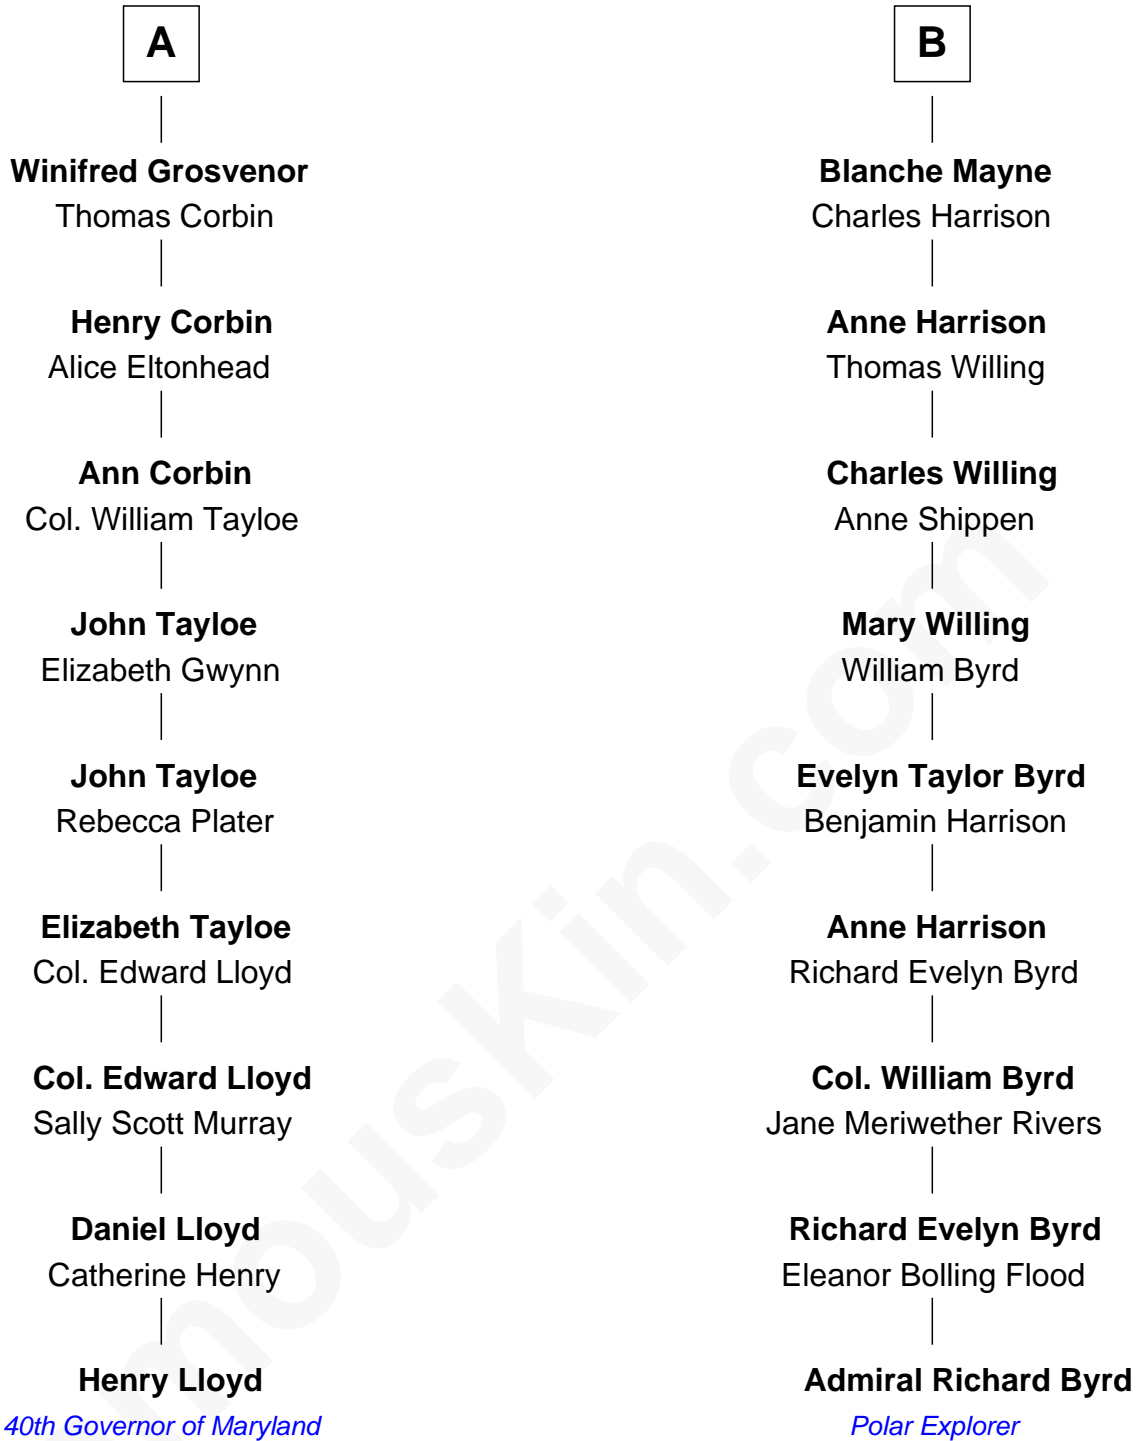 A
B
Winifred Grosvenor
Thomas Corbin
Blanche Mayne
Charles Harrison
Henry Corbin
Alice Eltonhead
Anne Harrison
Thomas Willing
Ann Corbin
Col. William Tayloe
Charles Willing
Anne Shippen
John Tayloe
Elizabeth Gwynn
Mary Willing
William Byrd
John Tayloe
Rebecca Plater
Evelyn Taylor Byrd
Benjamin Harrison
Elizabeth Tayloe
Col. Edward Lloyd
Anne Harrison
Richard Evelyn Byrd
Col. Edward Lloyd
Sally Scott Murray
Col. William Byrd
Jane Meriwether Rivers
Daniel Lloyd
Catherine Henry
Richard Evelyn Byrd
Eleanor Bolling Flood
Henry Lloyd
40th Governor of Maryland
Admiral Richard Byrd
Polar Explorer
mousKin.com